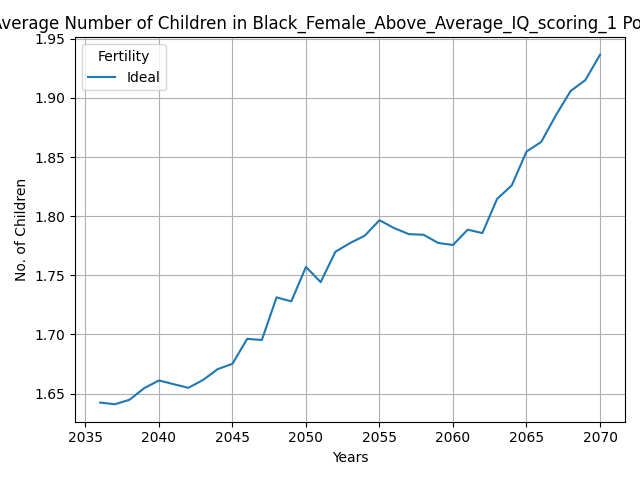 Average Number of Children in Black_Female_Above_Average_IQ_scoring_1 Po
Fertility
Ideal
No. of Children
1.95
1.90
1.85
1.80
1.75
1.70
1.65
2035 2040 2045 2050 2055 2060 2065 2070
Years